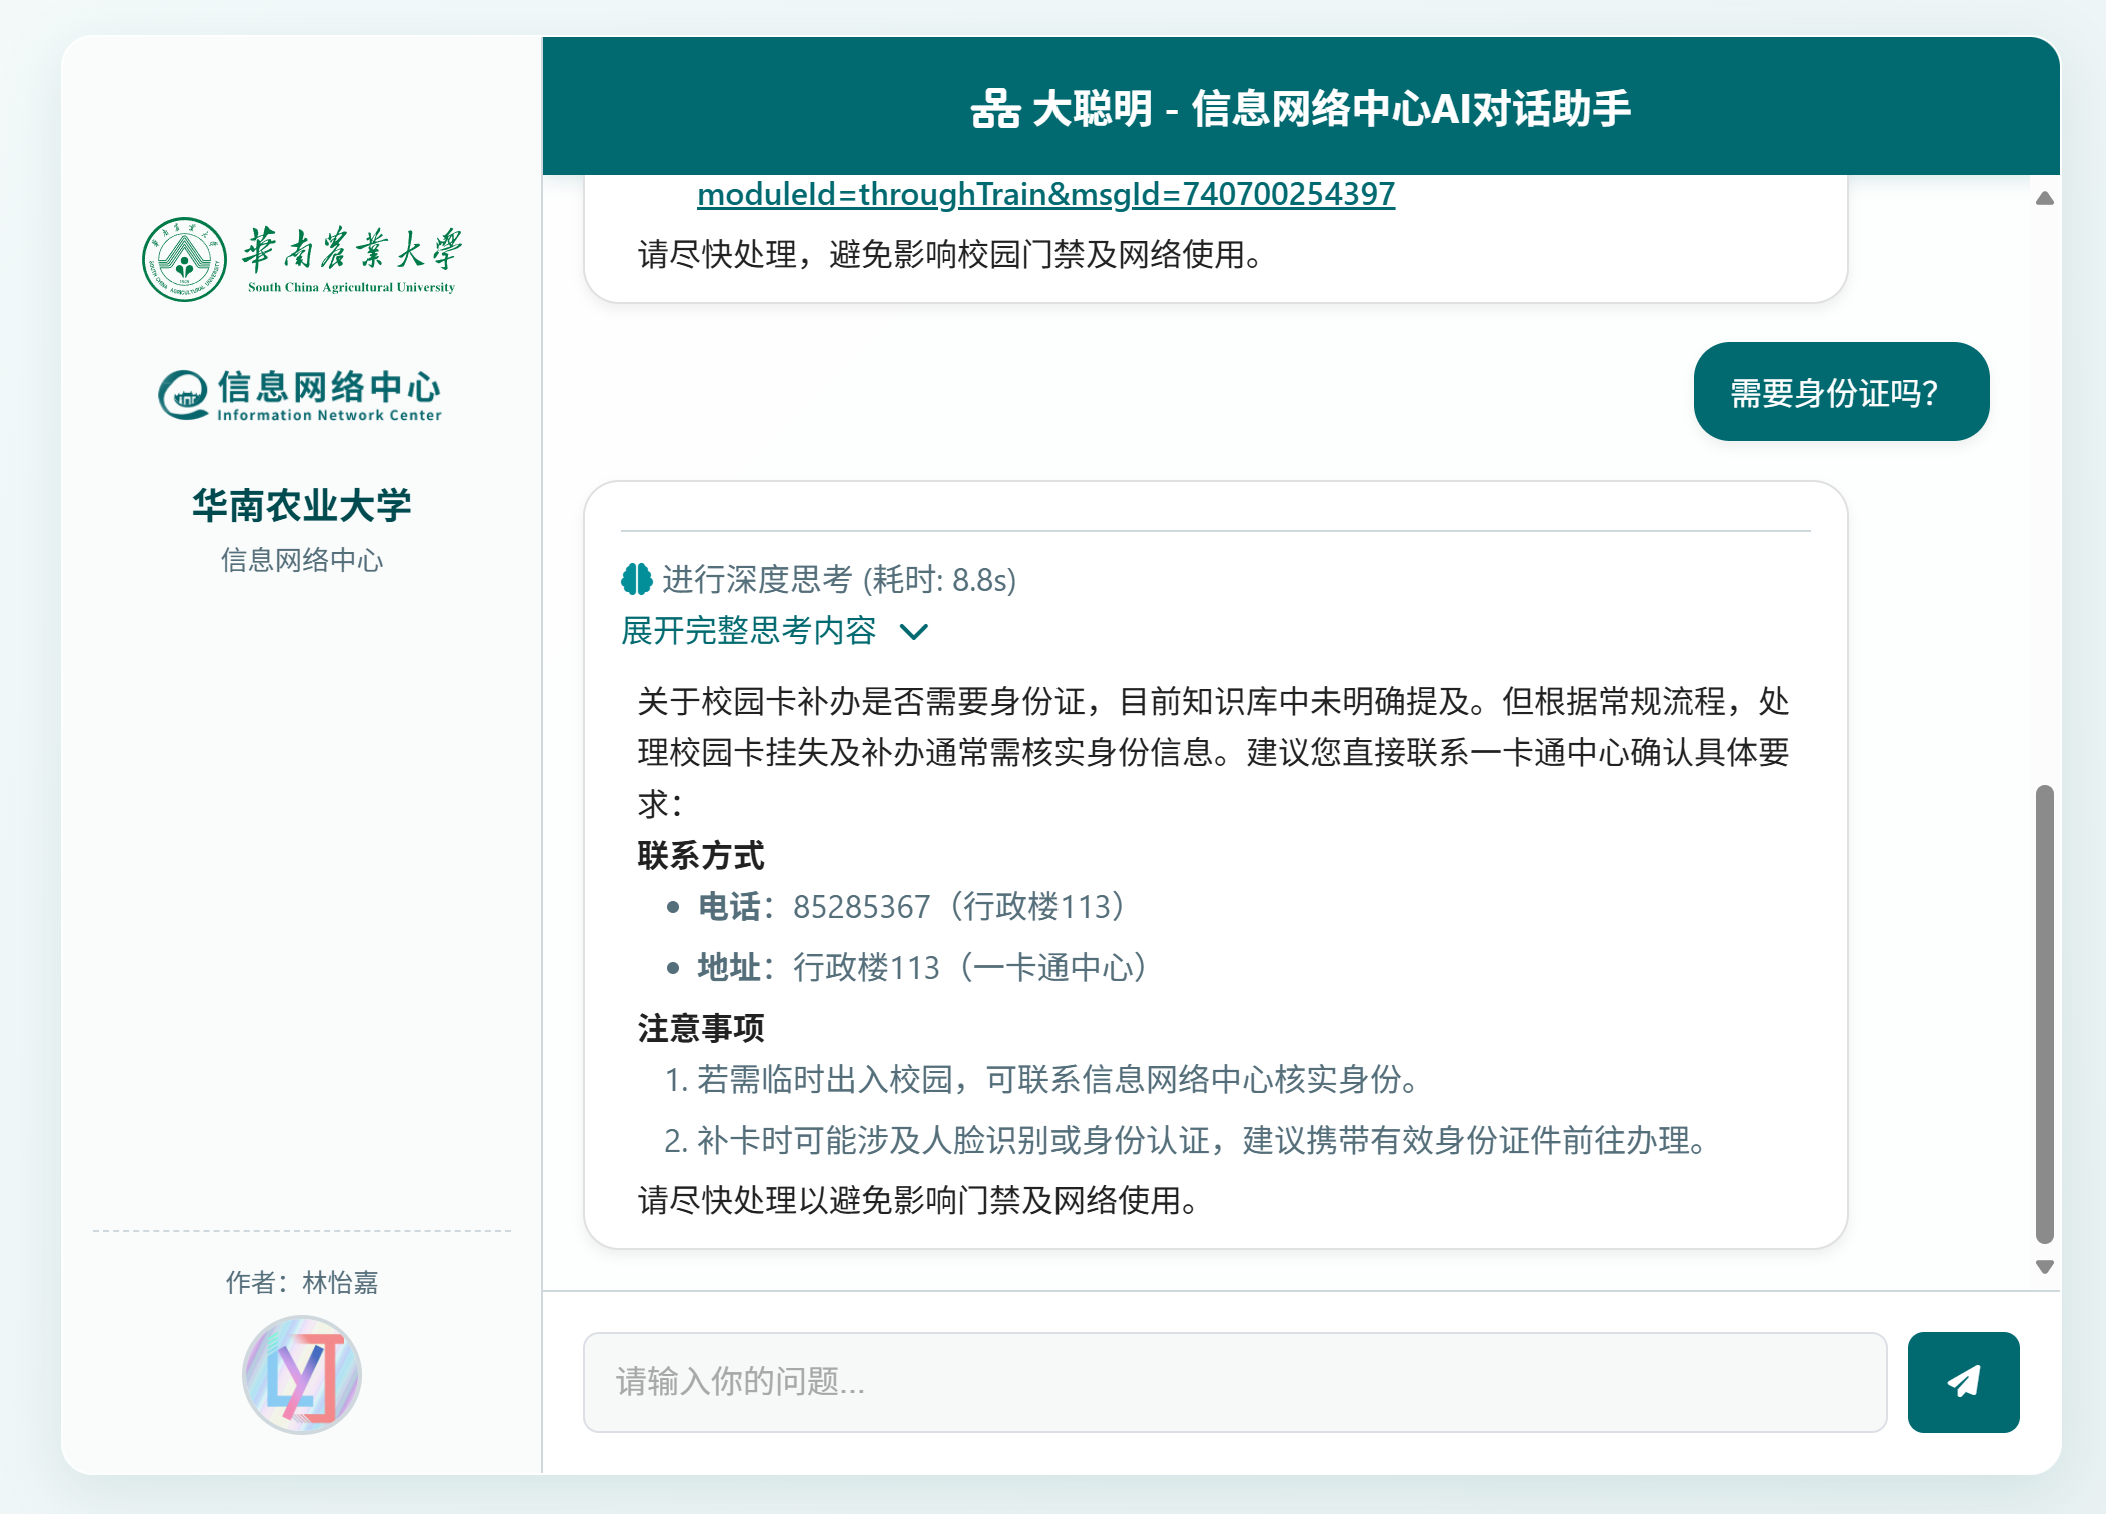 華南農業大學
South China Agricultural University
信息网络中心
Information Network Center
华南农业大学
信息网络中心
作者：林怡嘉
大聪明 - 信息网络中心AI对话助手
moduleId=throughTrain&msgId=740700254397
请尽快处理，避免影响校园门禁及网络使用。
需要身份证吗？
进行深度思考 (耗时: 8.8s)
展开完整思考内容
关于校园卡补办是否需要身份证，目前知识库中未明确提及。但根据常规流程，处
理校园卡挂失及补办通常需核实身份信息。建议您直接联系一卡通中心确认具体要
求：
联系方式
电话：85285367（行政楼113）
地址：行政楼113（一卡通中心）
注意事项
1. 若需临时出入校园，可联系信息网络中心核实身份。
2. 补卡时可能涉及人脸识别或身份认证，建议携带有效身份证件前往办理。
请尽快处理以避免影响门禁及网络使用。
请输入你的问题...